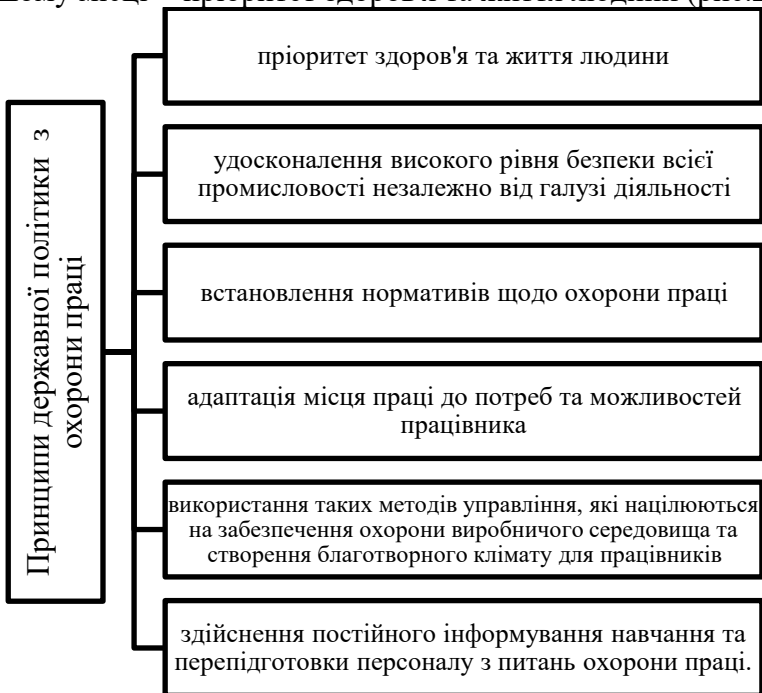 пріоритет здоров'я та життя людини
Принципи державної політики з
охорони праці
удосконалення високого рівня безпеки всієї
промисловості незалежно від галузі діяльності
встановлення нормативів щодо охорони праці
адаптація місця праці до потреб та можливостей
працівника
використання таких методів управління, які націлюються
на забезпечення охорони виробничого середовища та
створення благотворного клімату для працівників
здійснення постійного інформування навчання та
перепідготовки персоналу з питань охорони праці.